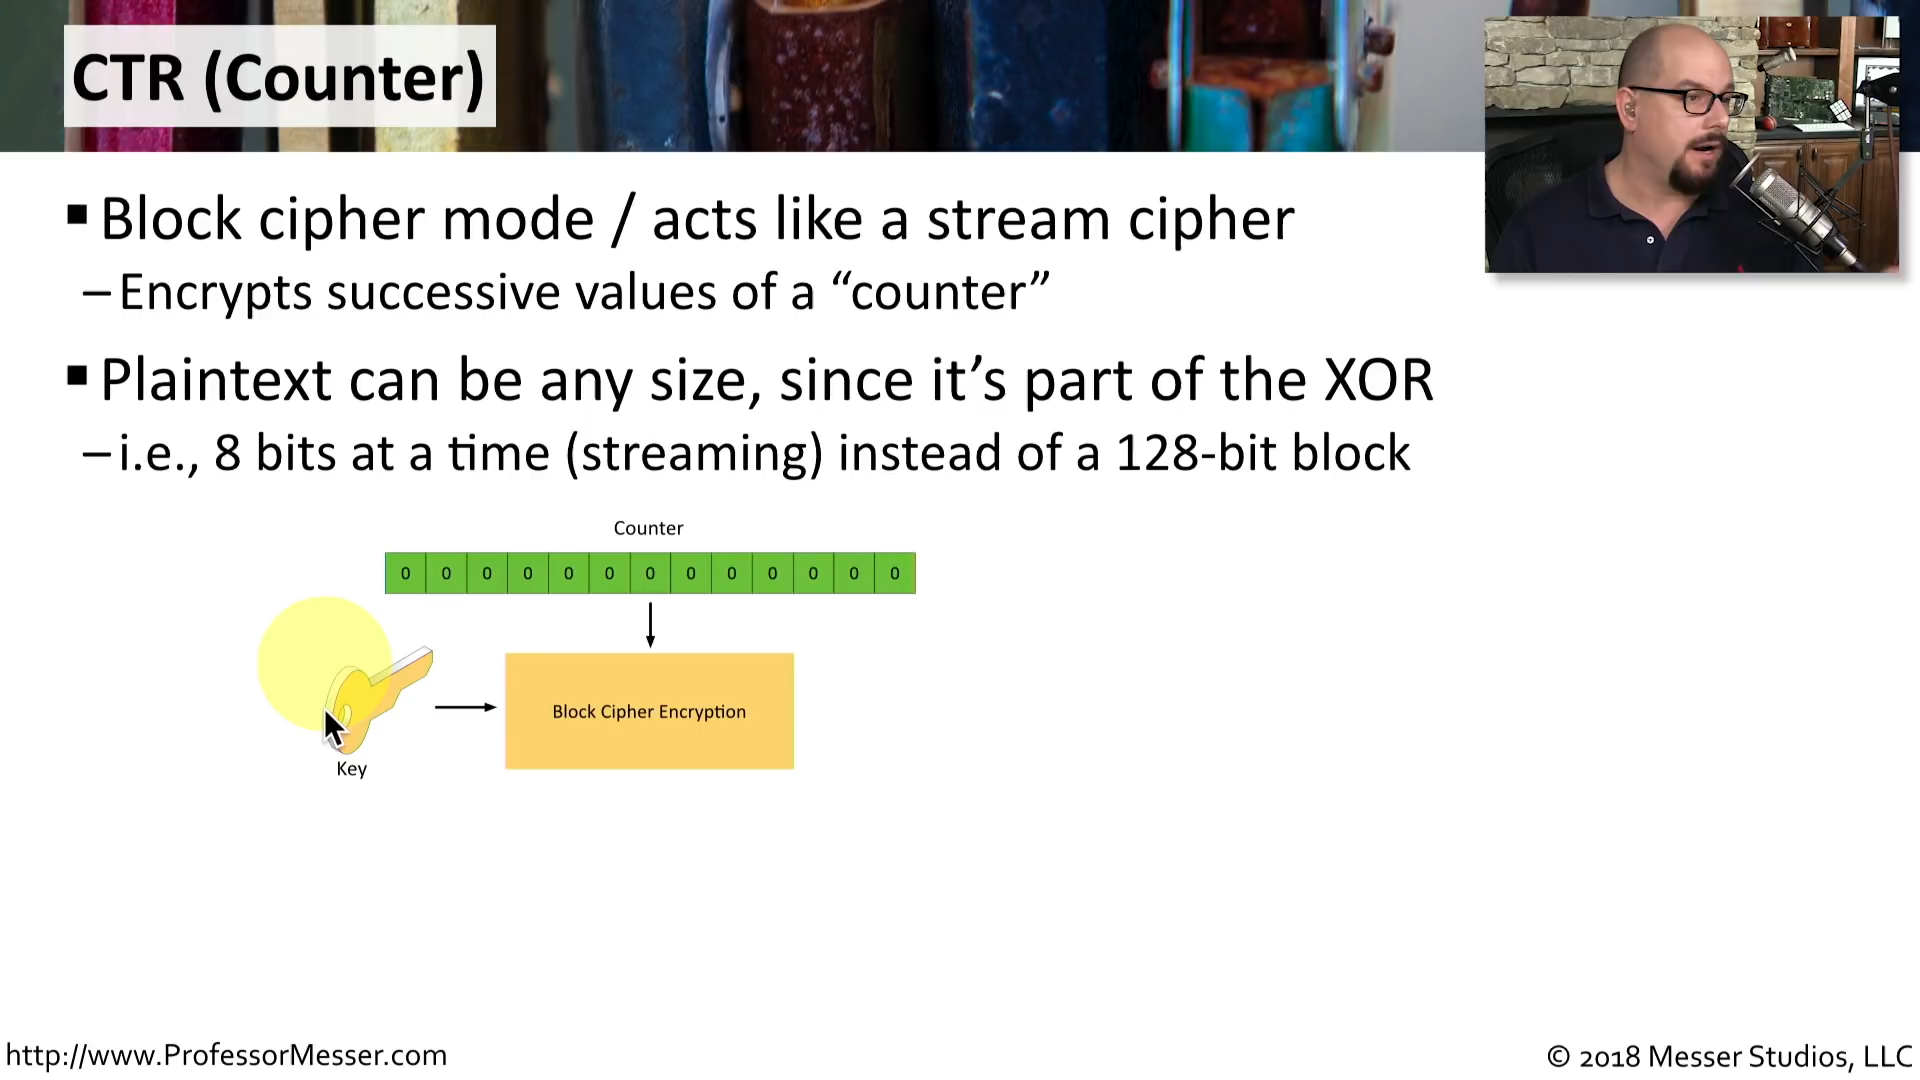 CTR (Counter)
▪ Block cipher mode / acts like a stream cipher
– Encrypts successive values of a “counter”
▪ Plaintext can be any size, since it’s part of the XOR
– i.e., 8 bits at a time (streaming) instead of a 128-bit block
Counter
0 0 0 0 0 0 0 0 0 0 0 0 0
Block Cipher Encryption
Key
http://www.ProfessorMesser.com
© 2018 Messer Studios, LLC